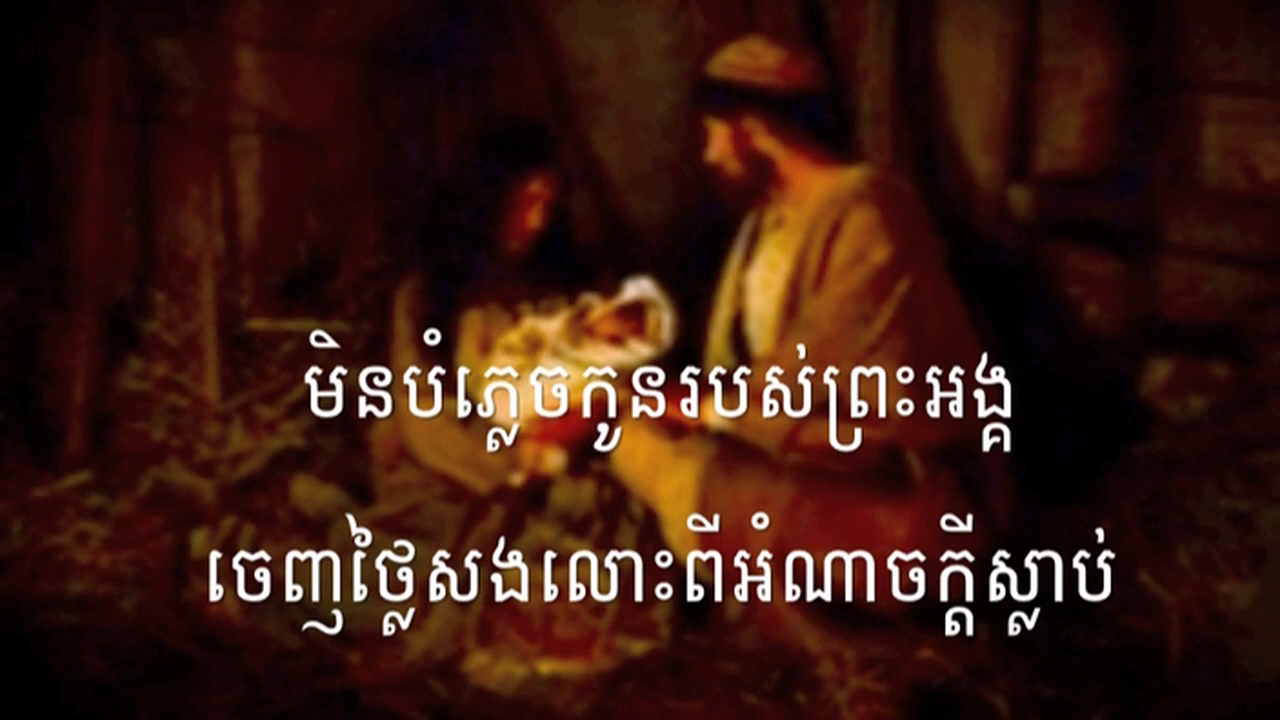 មិនបំភ្លេចកូនរបស់ព្រះអង្គ
ចេញថ្លៃសងលោះពីអំណាចក្ដីស្លាប់